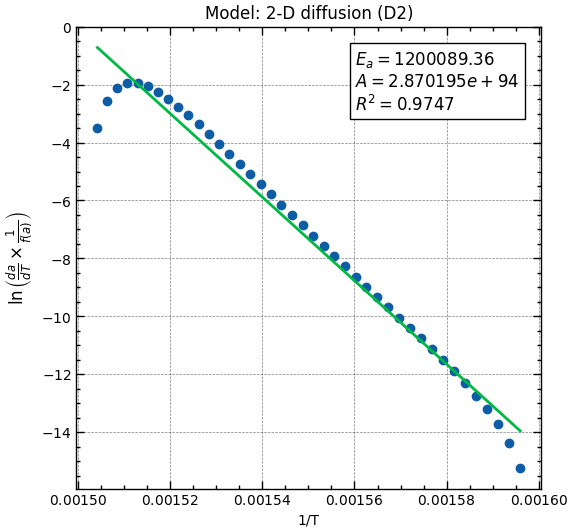 Model: 2-D diffusion (D2)
E_a = 1200089.36
A = 2.870195e + 94
R^2 = 0.9747
0
−2
−4
−6
−8
−10
−12
−14
ln(da/dT × 1/f(a))
0.00150 0.00152 0.00154 0.00156 0.00158 0.00160
1/T